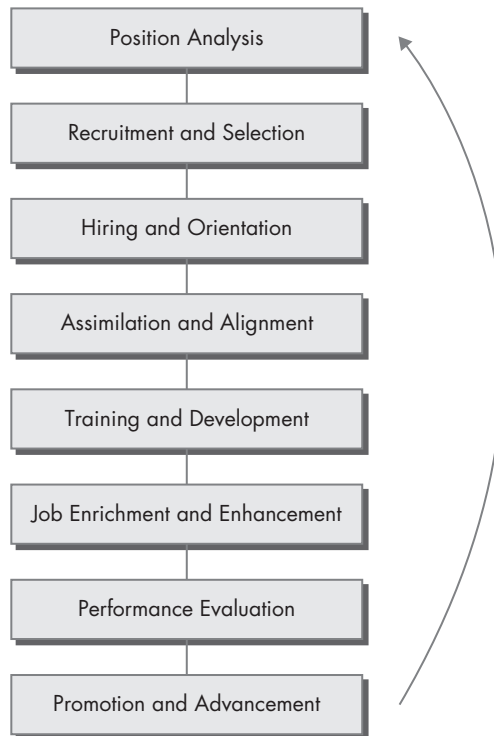 Position Analysis
Recruitment and Selection
Hiring and Orientation
Assimilation and Alignment
Training and Development
Job Enrichment and Enhancement
Performance Evaluation
Promotion and Advancement